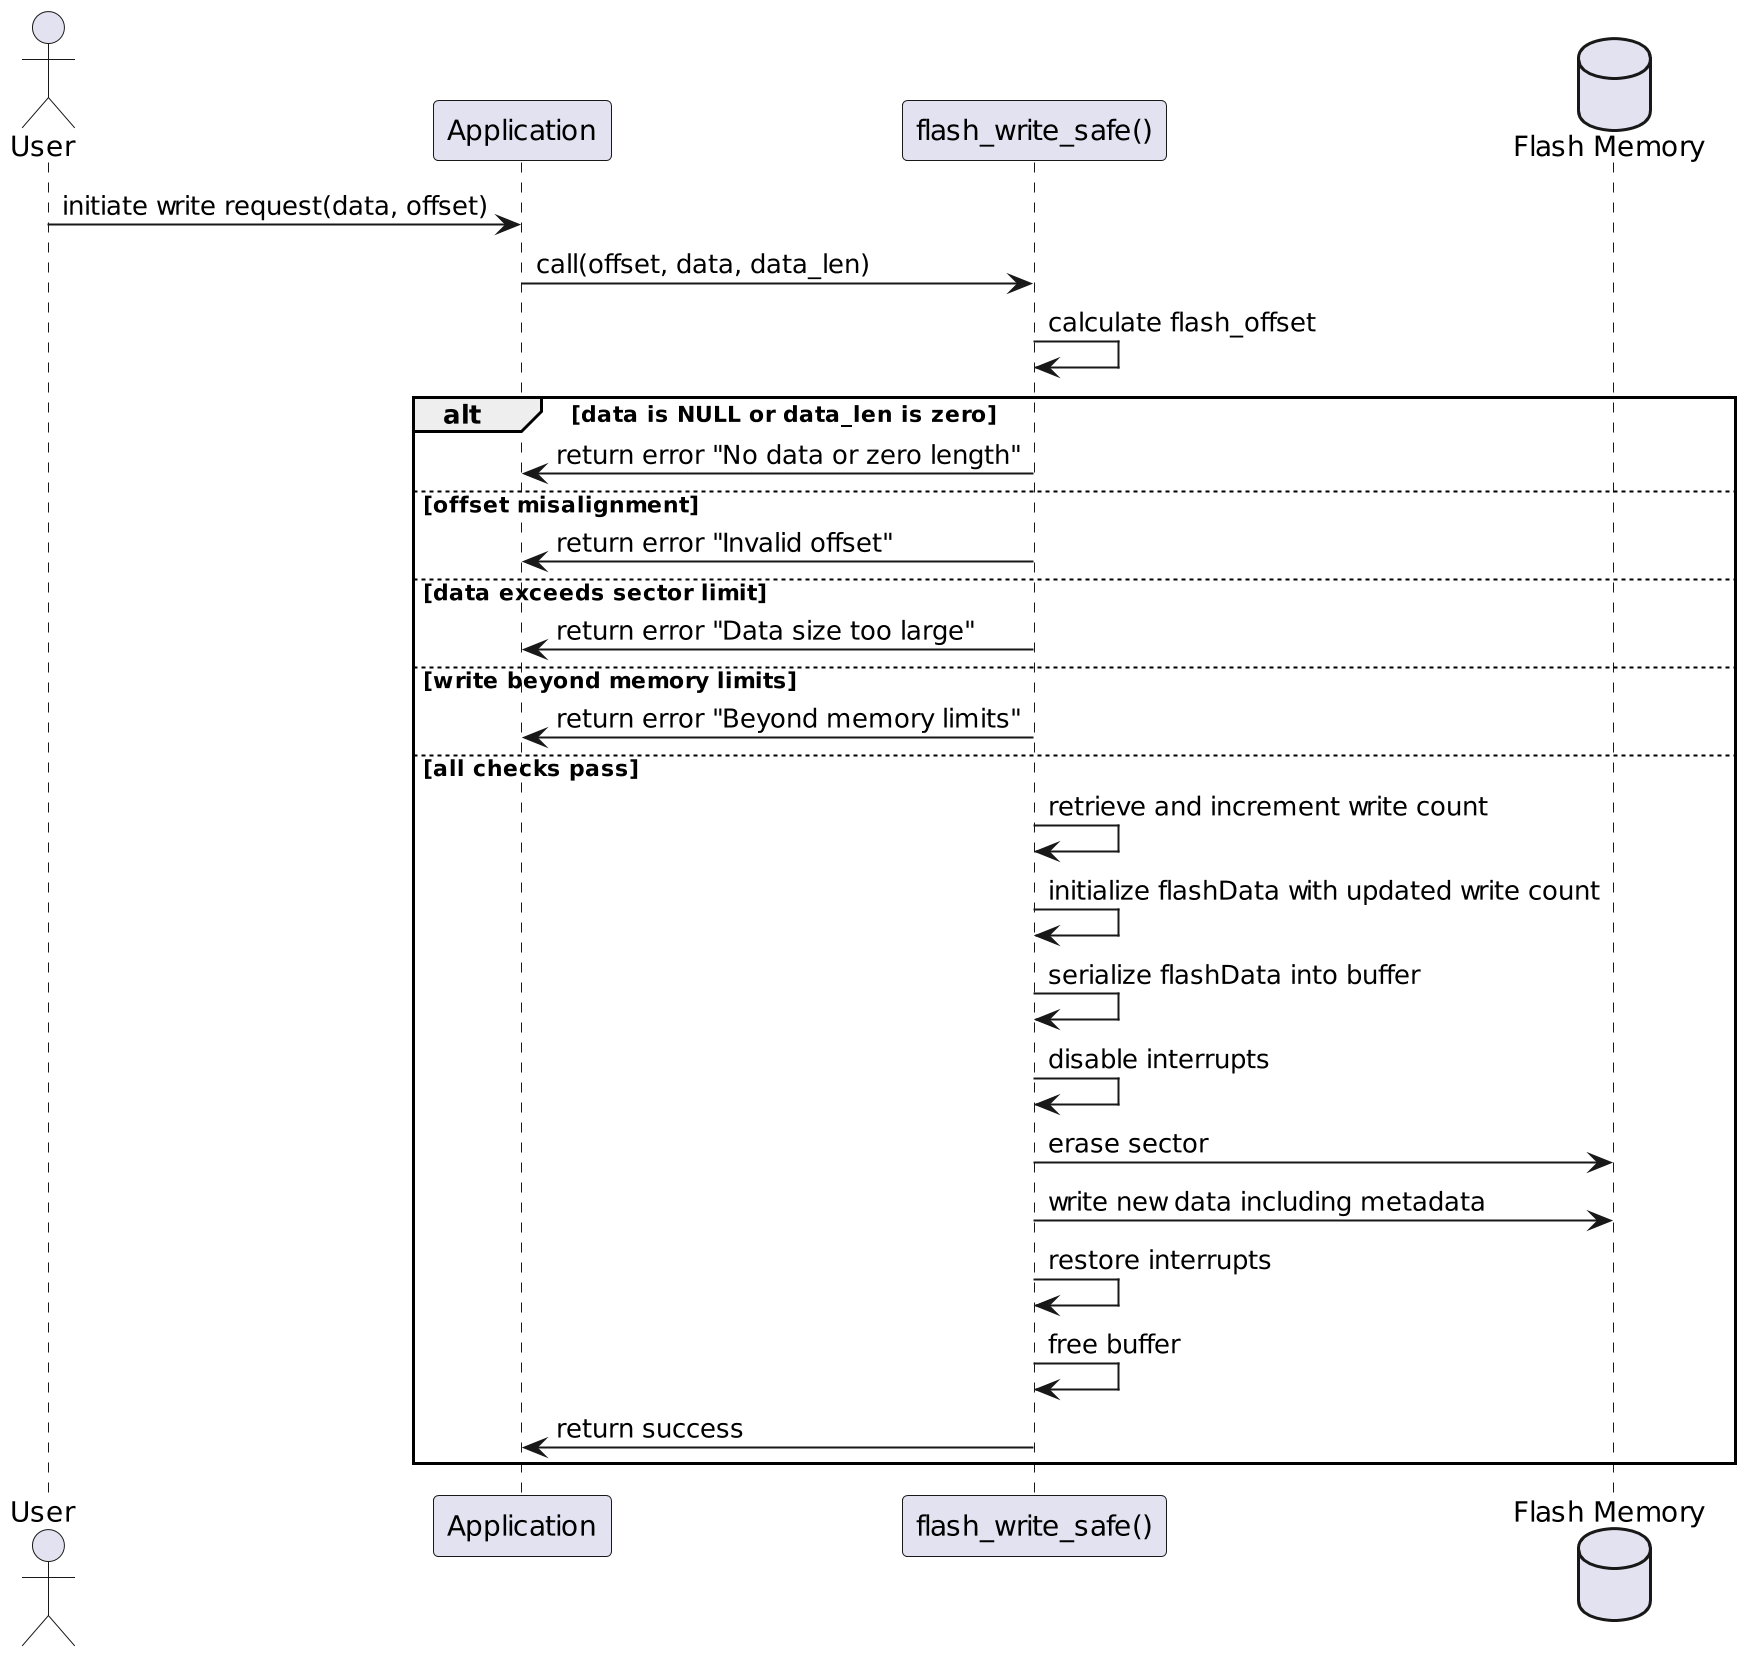 User
Application
flash_write_safe()
Flash Memory
initiate write request(data, offset)
call(offset, data, data_len)
calculate flash_offset
alt [data is NULL or data_len is zero]
return error "No data or zero length"
[offset misalignment]
return error "Invalid offset"
[data exceeds sector limit]
return error "Data size too large"
[write beyond memory limits]
return error "Beyond memory limits"
[all checks pass]
retrieve and increment write count
initialize flashData with updated write count
serialize flashData into buffer
disable interrupts
erase sector
write new data including metadata
restore interrupts
free buffer
return success
User
Application
flash_write_safe()
Flash Memory